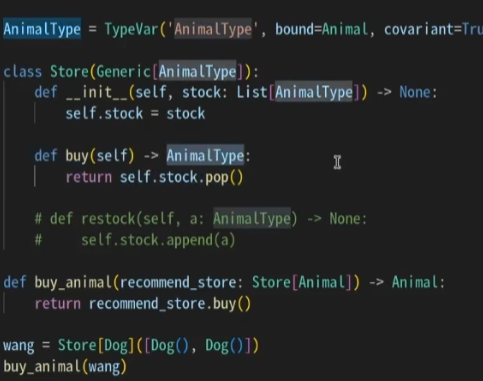 AnimalType = TypeVar('AnimalType', bound=Animal, covariant=Tru
class Store(Generic[AnimalType]):
    def __init__(self, stock: List[AnimalType]) -> None:
        self.stock = stock
    def buy(self) -> AnimalType:
        return self.stock.pop()
    # def restock(self, a: AnimalType) -> None:
    #     self.stock.append(a)
def buy_animal(recommend_store: Store[Animal]) -> Animal:
    return recommend_store.buy()
wang = Store[Dog]([Dog(), Dog()])
buy_animal(wang)